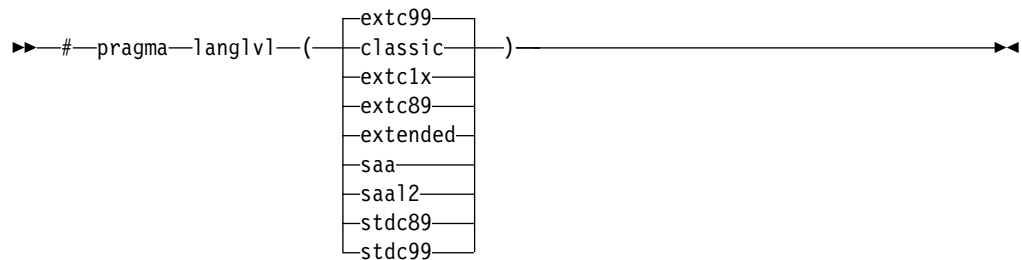 extc99
# pragma langlvl ( classic )
extc1x
extc89
extended
saa
saal2
stdc89
stdc99